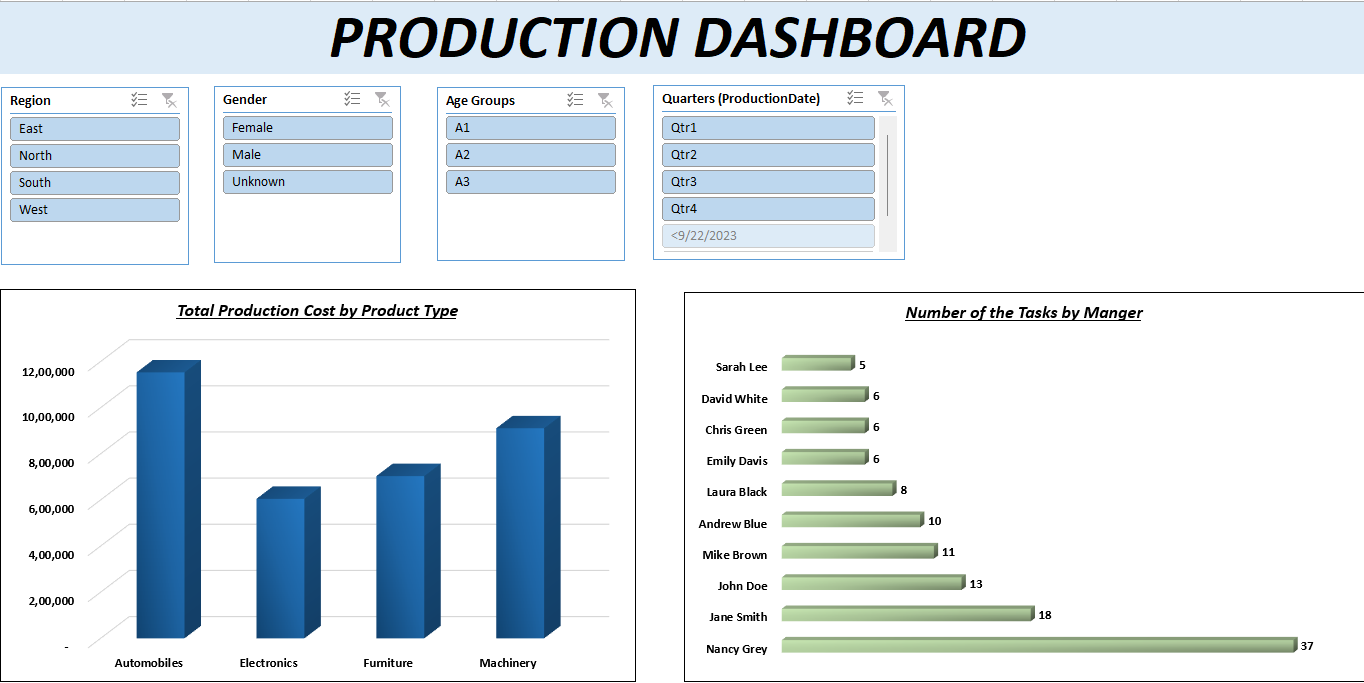 PRODUCTION DASHBOARD
Region
East
North
South
West
Gender
Female
Male
Unknown
Age Groups
A1
A2
A3
Quarters (ProductionDate)
Qtr1
Qtr2
Qtr3
Qtr4
<9/22/2023
Total Production Cost by Product Type
12,00,000
10,00,000
8,00,000
6,00,000
4,00,000
2,00,000
-
Automobiles Electronics Furniture Machinery
Number of the Tasks by Manger
Sarah Lee 5
David White 6
Chris Green 6
Emily Davis 6
Laura Black 8
Andrew Blue 10
Mike Brown 11
John Doe 13
Jane Smith 18
Nancy Grey 37